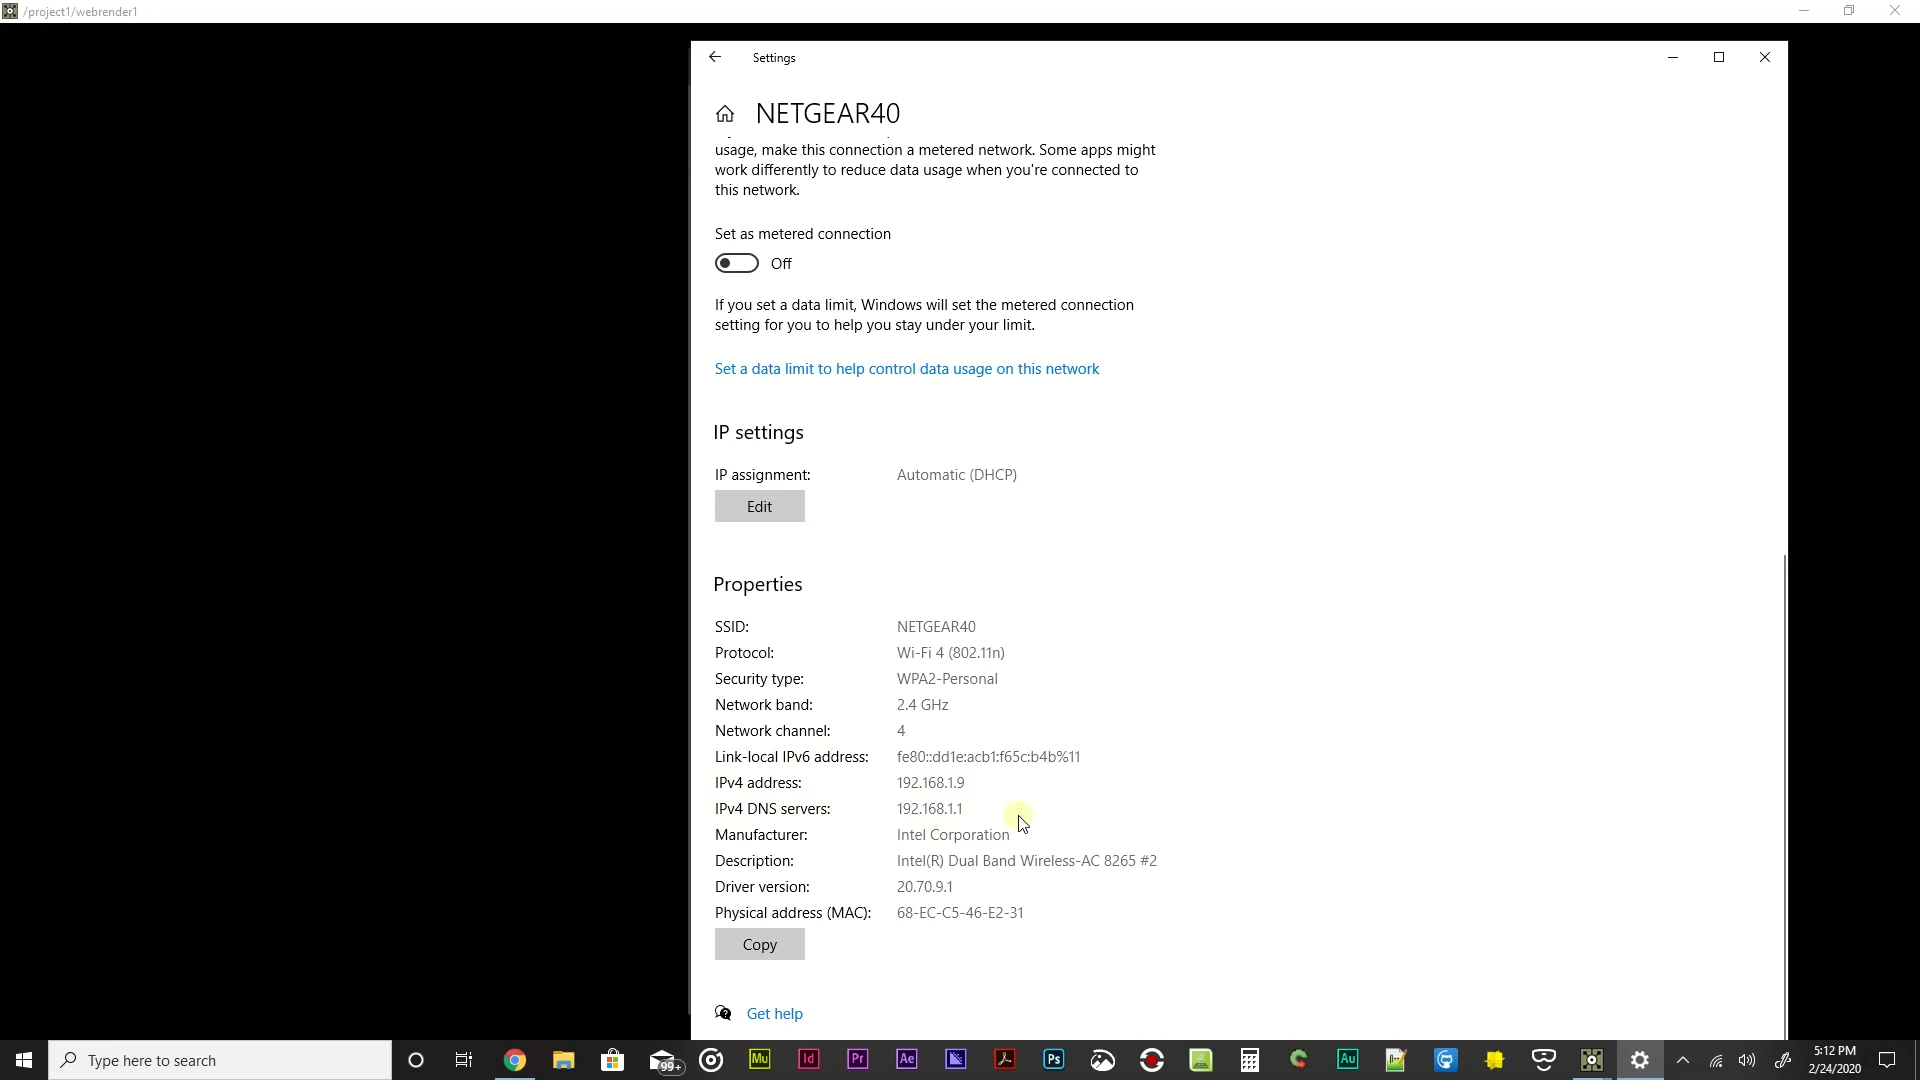 /project1/webrender1
Settings
NETGEAR40
usage, make this connection a metered network. Some apps might
work differently to reduce data usage when you're connected to
this network.
Set as metered connection
Off
If you set a data limit, Windows will set the metered connection
setting for you to help you stay under your limit.
Set a data limit to help control data usage on this network
IP settings
IP assignment: Automatic (DHCP)
Edit
Properties
SSID: NETGEAR40
Protocol: Wi-Fi 4 (802.11n)
Security type: WPA2-Personal
Network band: 2.4 GHz
Network channel: 4
Link-local IPv6 address: fe80::dd1e:acb1:f65c:b4b%11
IPv4 address: 192.168.1.9
IPv4 DNS servers: 192.168.1.1
Manufacturer: Intel Corporation
Description: Intel(R) Dual Band Wireless-AC 8265 #2
Driver version: 20.70.9.1
Physical address (MAC): 68-EC-C5-46-E2-31
Copy
Get help
Type here to search
99+
Mu
Id
Pr
Ae
Ps
Au
5:12 PM
2/24/2020